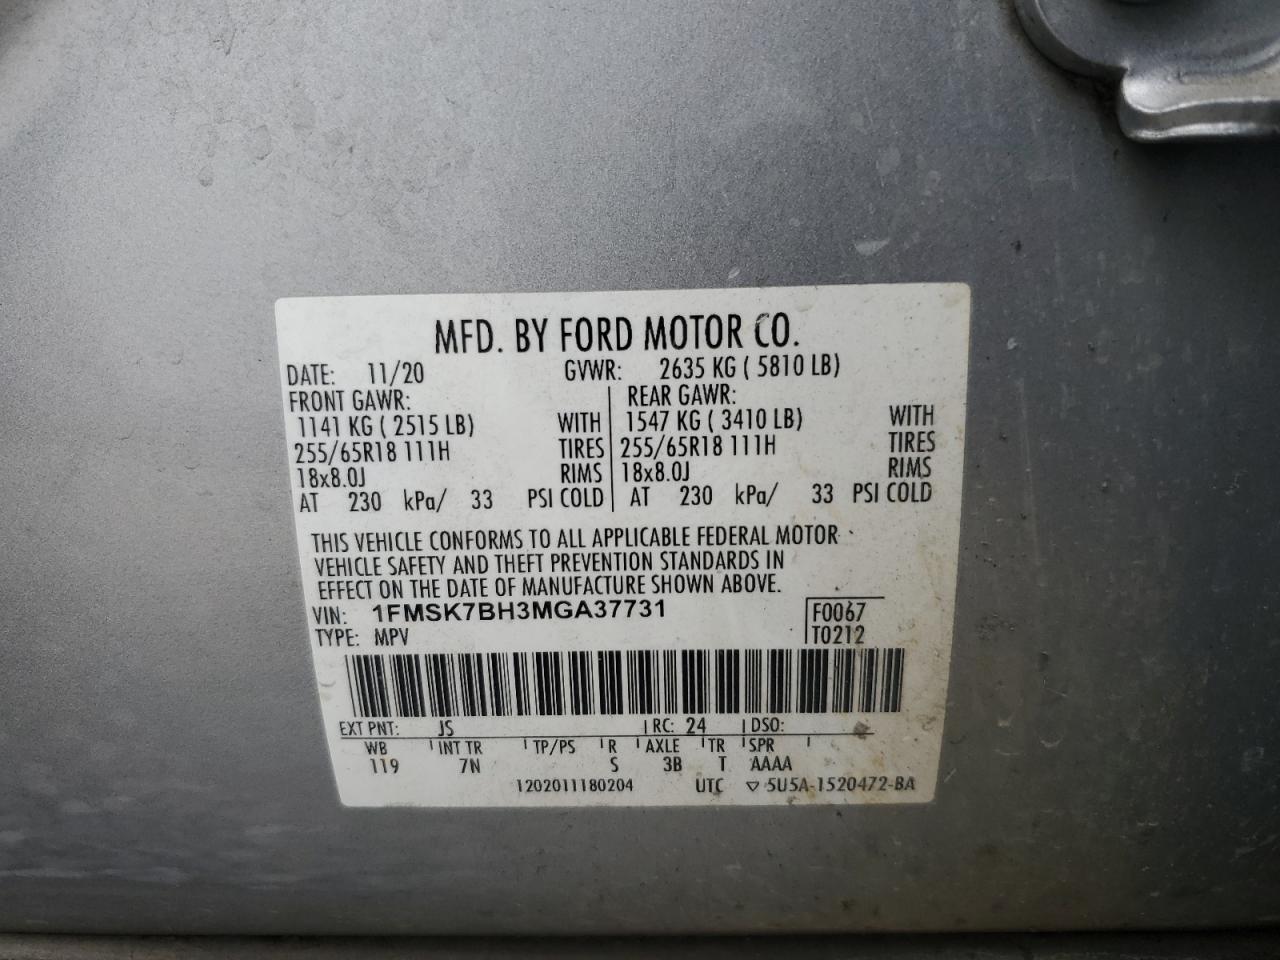 MFD. BY FORD MOTOR CO.
DATE: 11/20 GVWR: 2635 KG ( 5810 LB)
FRONT GAWR: REAR GAWR:
1141 KG ( 2515 LB) WITH 1547 KG ( 3410 LB) WITH
255/65R18 111H TIRES 255/65R18 111H TIRES
18x8.0J RIMS 18x8.0J RIMS
AT 230 kPa/ 33 PSI COLD AT 230 kPa/ 33 PSI COLD
THIS VEHICLE CONFORMS TO ALL APPLICABLE FEDERAL MOTOR
VEHICLE SAFETY AND THEFT PREVENTION STANDARDS IN
EFFECT ON THE DATE OF MANUFACTURE SHOWN ABOVE.
VIN: 1FMSK7BH3MGA37731 F0067
TYPE: MPV T0212
EXT PNT: JS RC: 24 DSO:
WB INT TR TP/PS R AXLE TR SPR
119 7N S 3B T AAAA
1202011180204 UTC ▽ 5U5A-1520472-BA